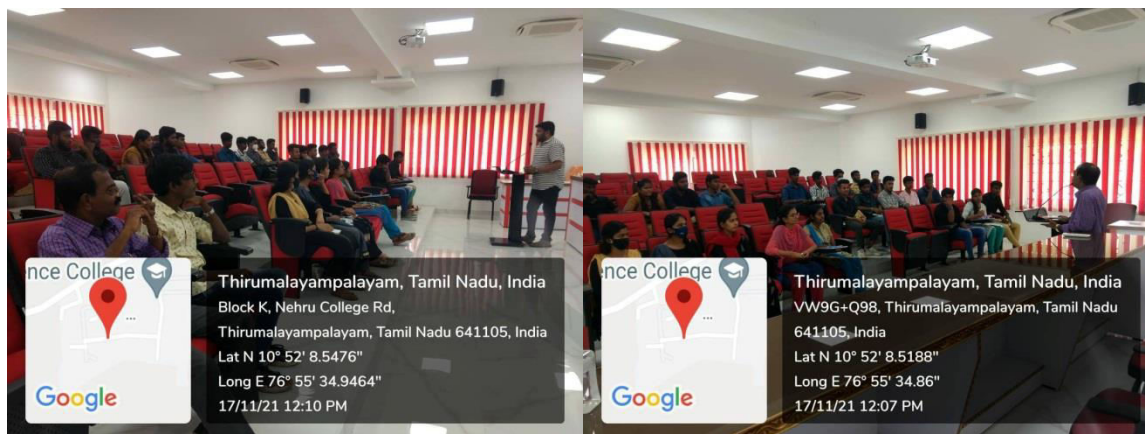 nce College
Google
Thirumalayampalayam, Tamil Nadu, India
Block K, Nehru College Rd,
Thirumalayampalayam, Tamil Nadu 641105, India
Lat N 10° 52' 8.5476"
Long E 76° 55' 34.9464"
17/11/21 12:10 PM
nce College
Google
Thirumalayampalayam, Tamil Nadu, India
VW9G+Q98, Thirumalayampalayam, Tamil Nadu
641105, India
Lat N 10° 52' 8.5188"
Long E 76° 55' 34.86"
17/11/21 12:07 PM